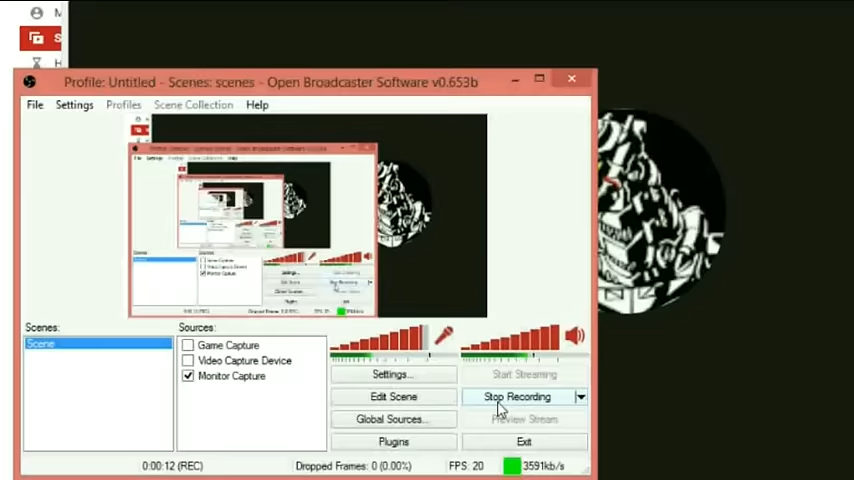 M
S
H
Profile: Untitled - Scenes: scenes - Open Broadcaster Software v0.653b
File Settings Profiles Scene Collection Help
Scenes:
Scene
Sources:
Game Capture
Video Capture Device
Monitor Capture
Settings...
Start Streaming
Edit Scene
Stop Recording
Global Sources...
Preview Stream
Plugins
Exit
0:00:12 (REC)
Dropped Frames: 0 (0.00%)
FPS: 20
3591kb/s